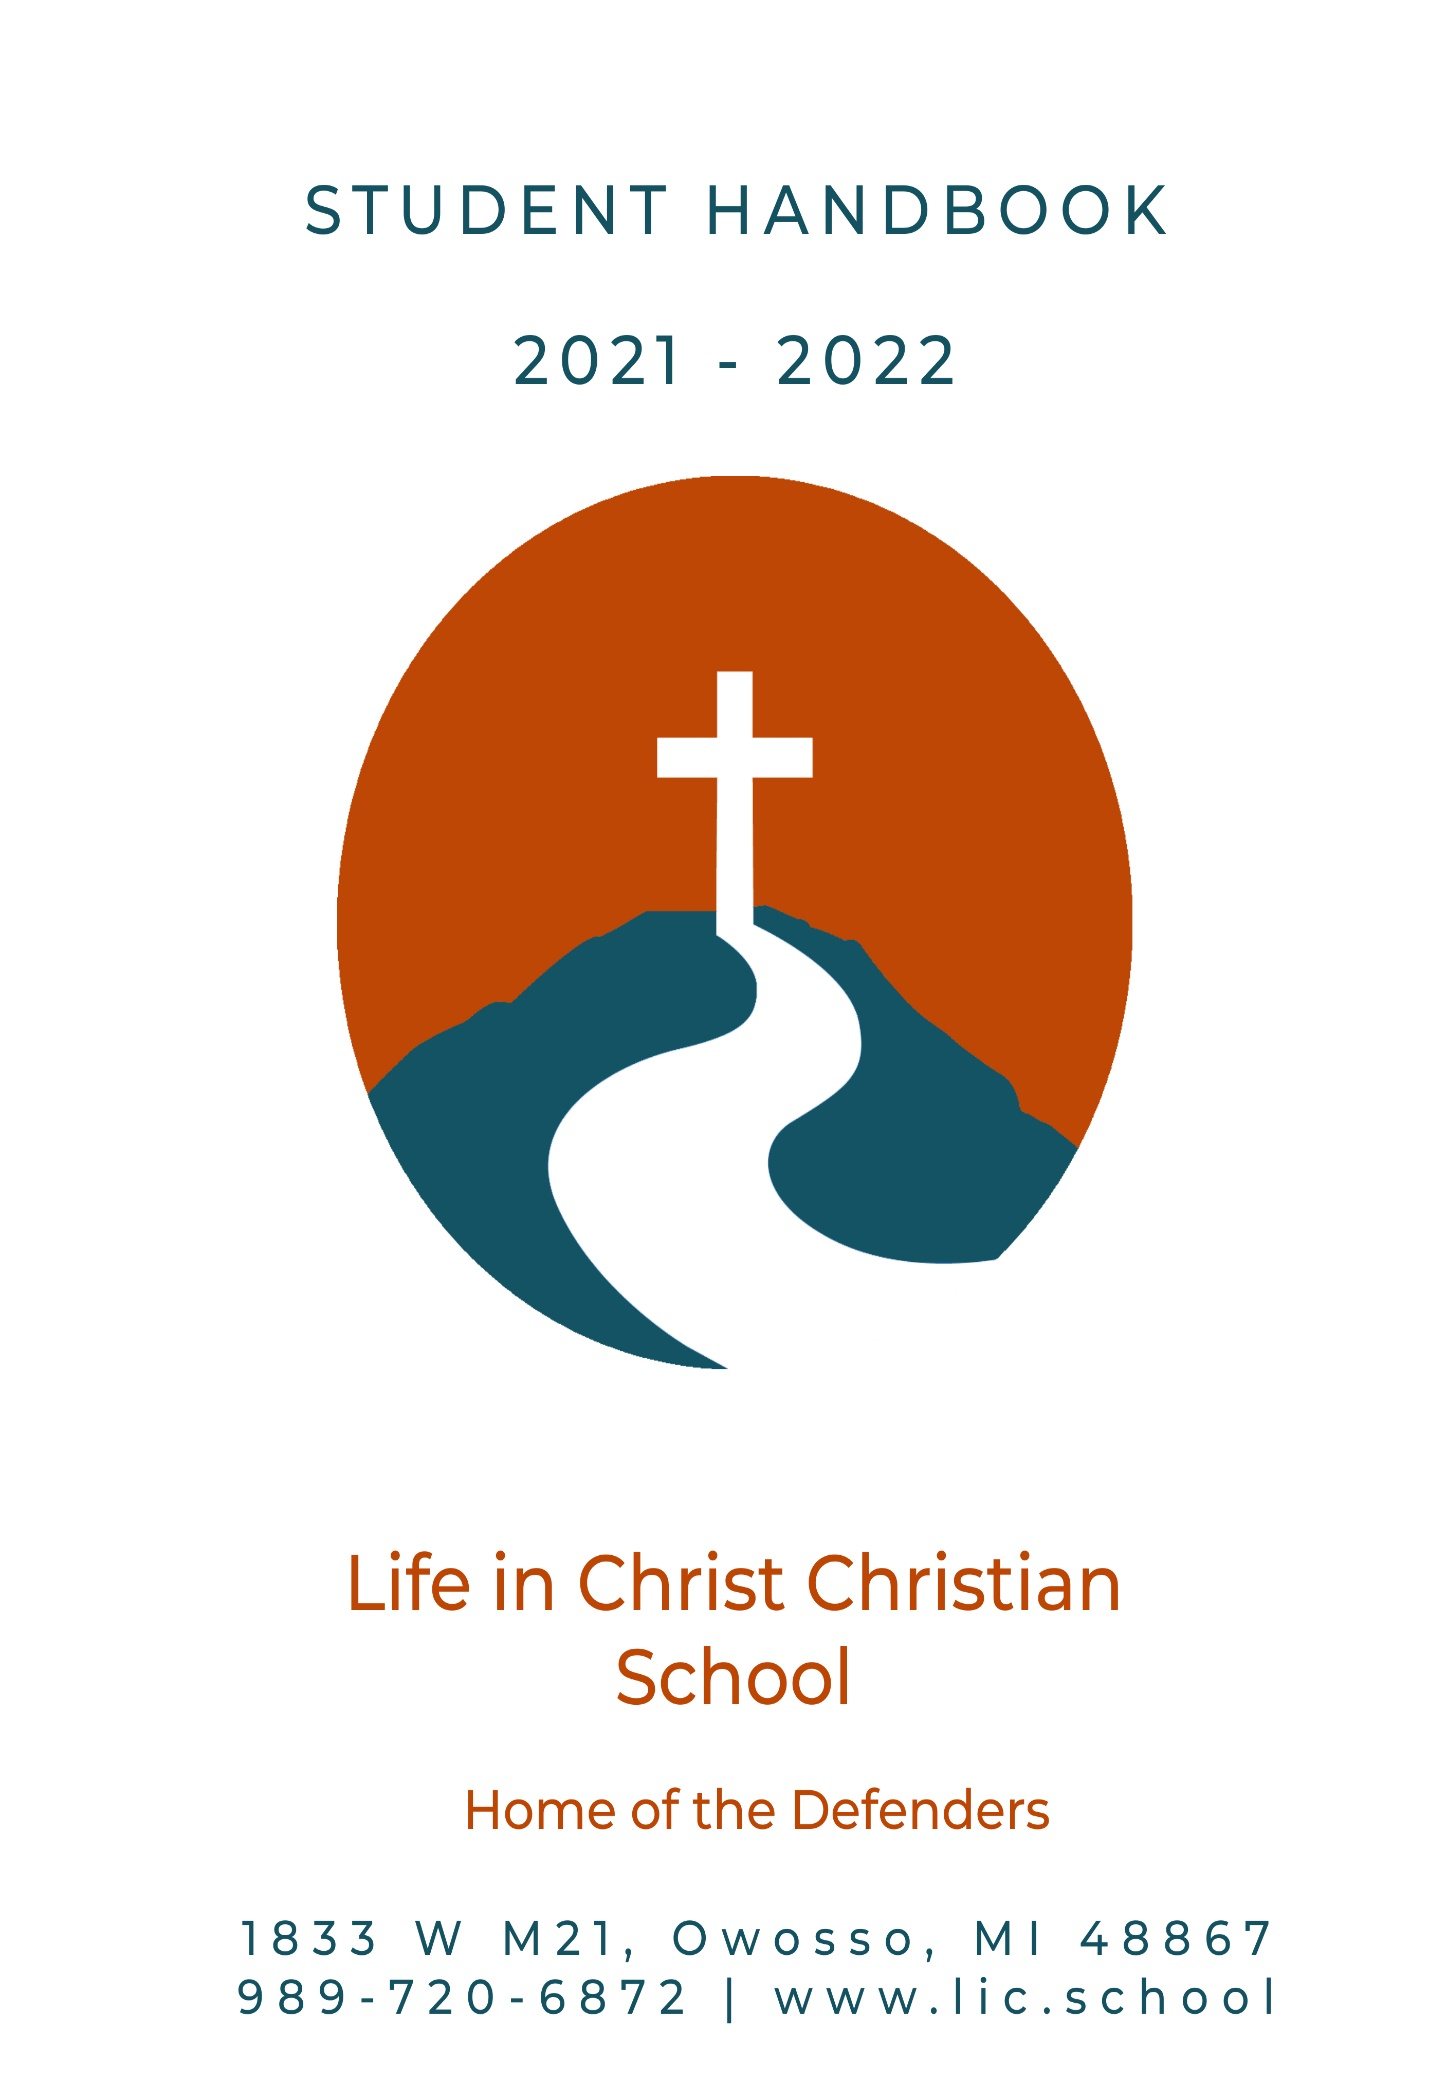 STUDENT HANDBOOK
2021 - 2022
Life in Christ Christian
School
Home of the Defenders
1833 W M21, Owosso, MI 48867
989-720-6872 | www.lic.school